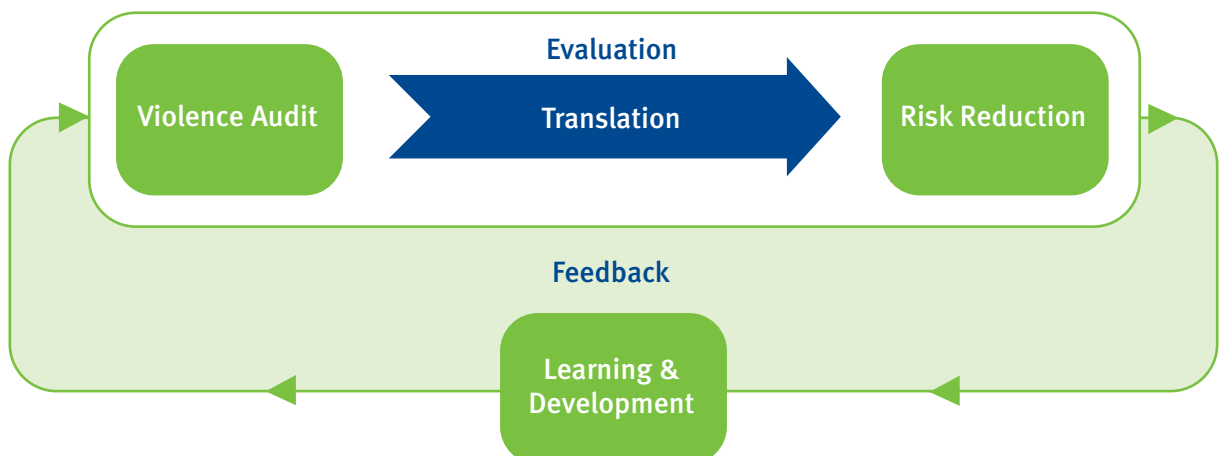 Evaluation
Violence Audit
Translation
Risk Reduction
Feedback
Learning &
Development